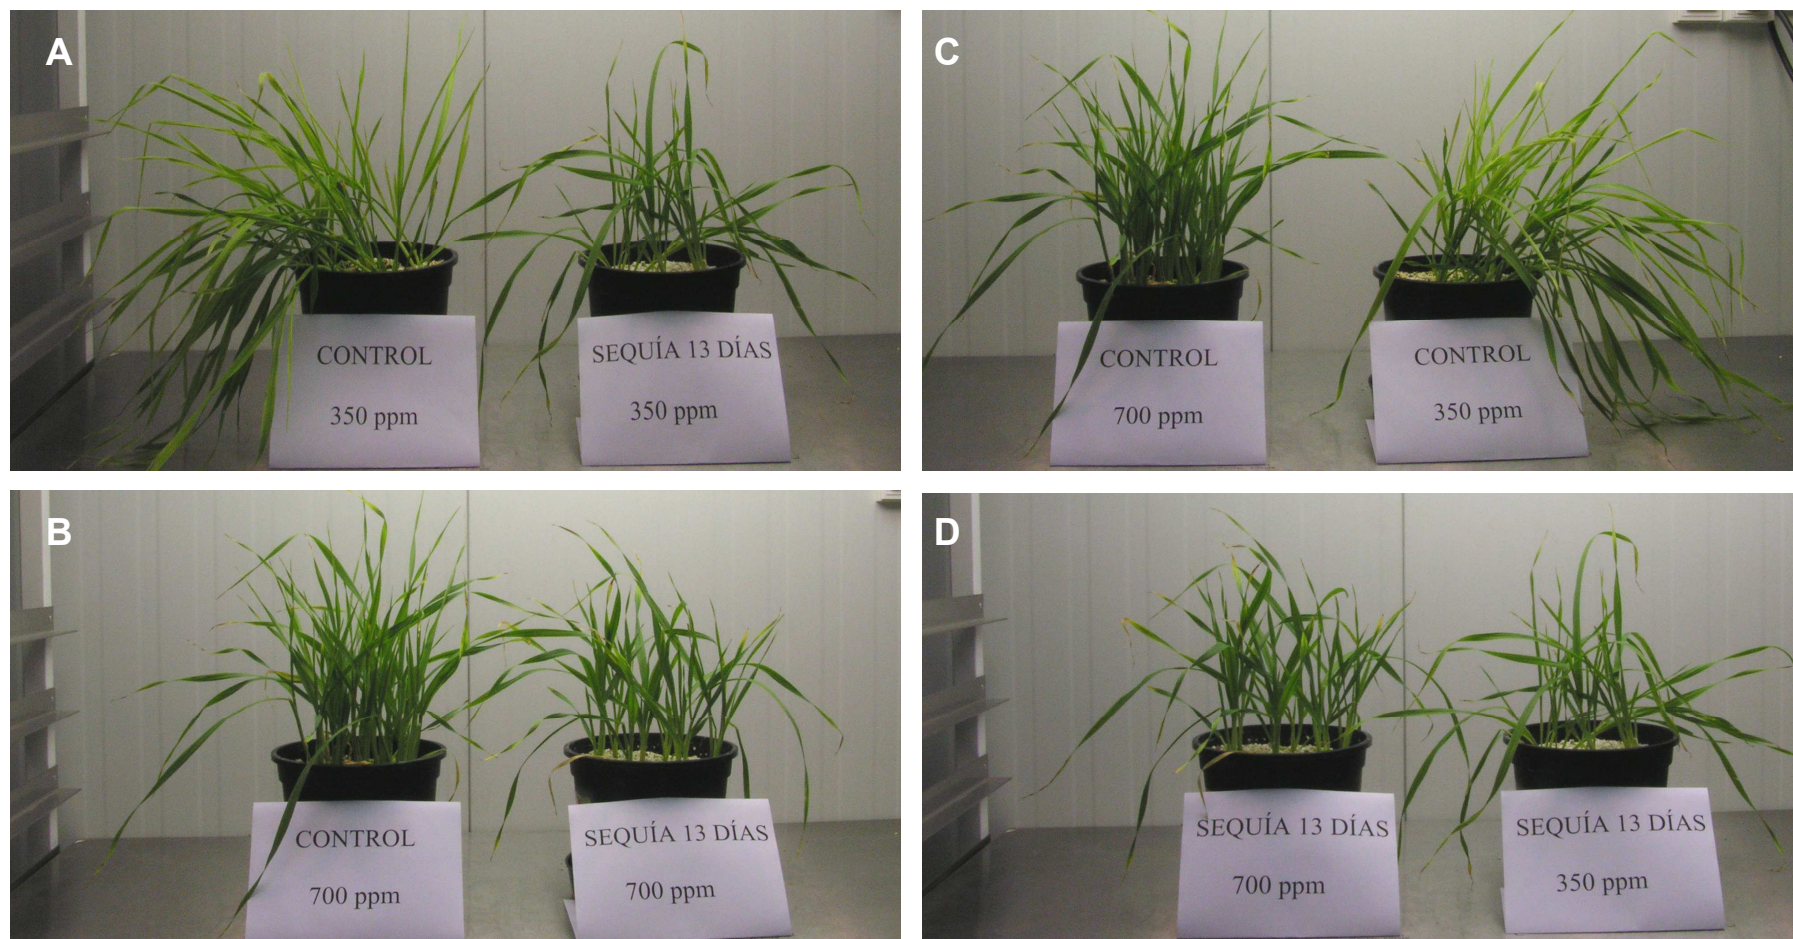 A
CONTROL
350 ppm
SEQUÍA 13 DÍAS
350 ppm
C
CONTROL
700 ppm
CONTROL
350 ppm
B
CONTROL
700 ppm
SEQUÍA 13 DÍAS
700 ppm
D
SEQUÍA 13 DÍAS
700 ppm
SEQUÍA 13 DÍAS
350 ppm